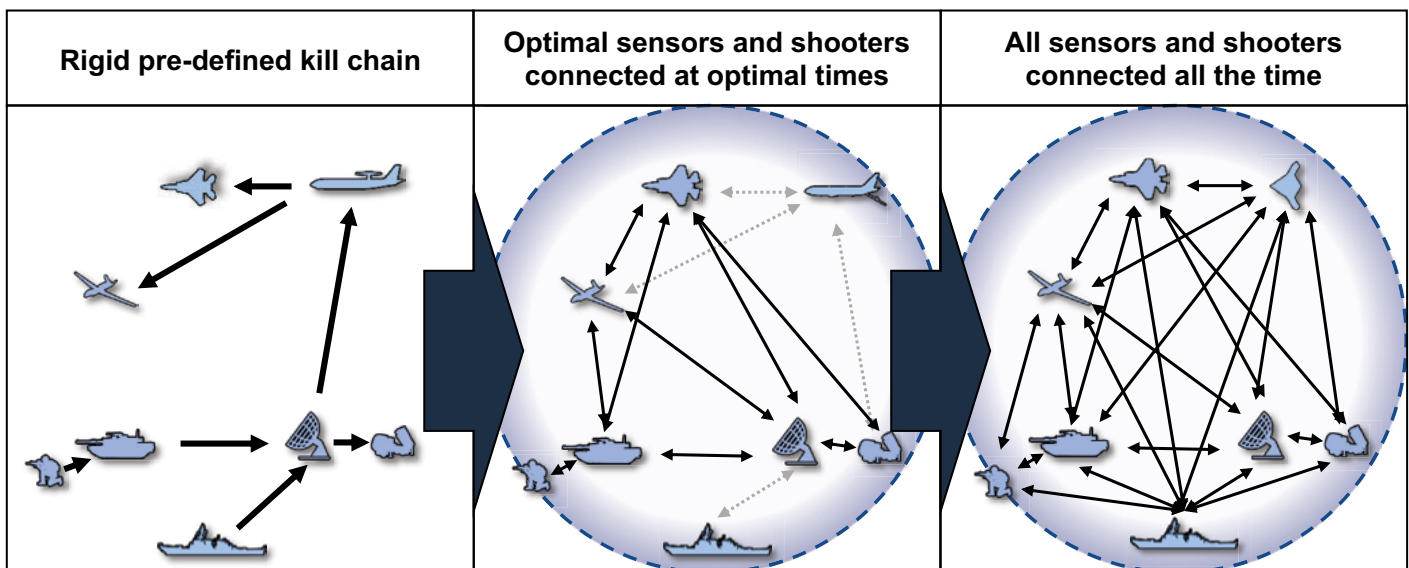 Rigid pre-defined kill chain
Optimal sensors and shooters
connected at optimal times
All sensors and shooters
connected all the time